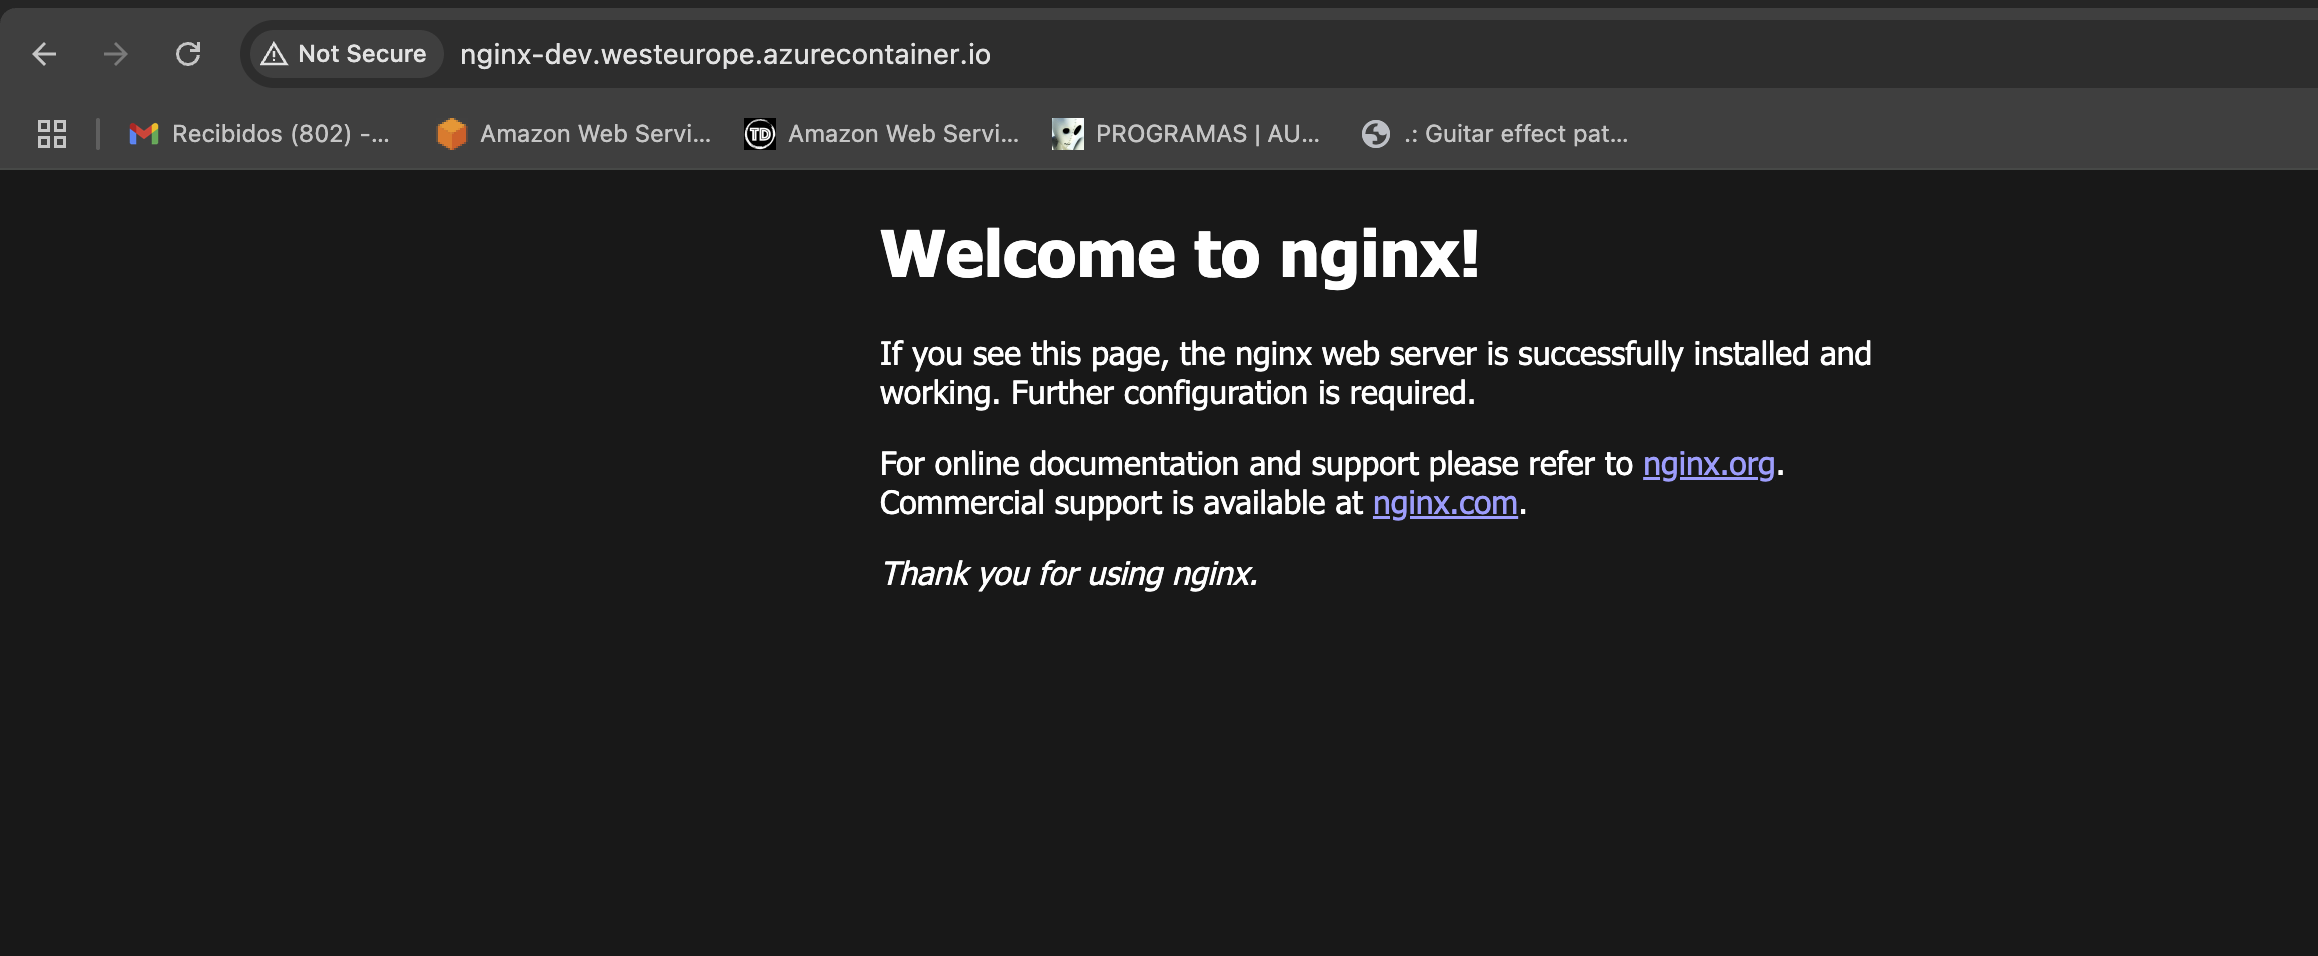 Not Secure nginx-dev.westeurope.azurecontainer.io
Recibidos (802) -... Amazon Web Servi... TD Amazon Web Servi... PROGRAMAS | AU... .: Guitar effect pat...
Welcome to nginx!
If you see this page, the nginx web server is successfully installed and
working. Further configuration is required.
For online documentation and support please refer to nginx.org.
Commercial support is available at nginx.com.
Thank you for using nginx.